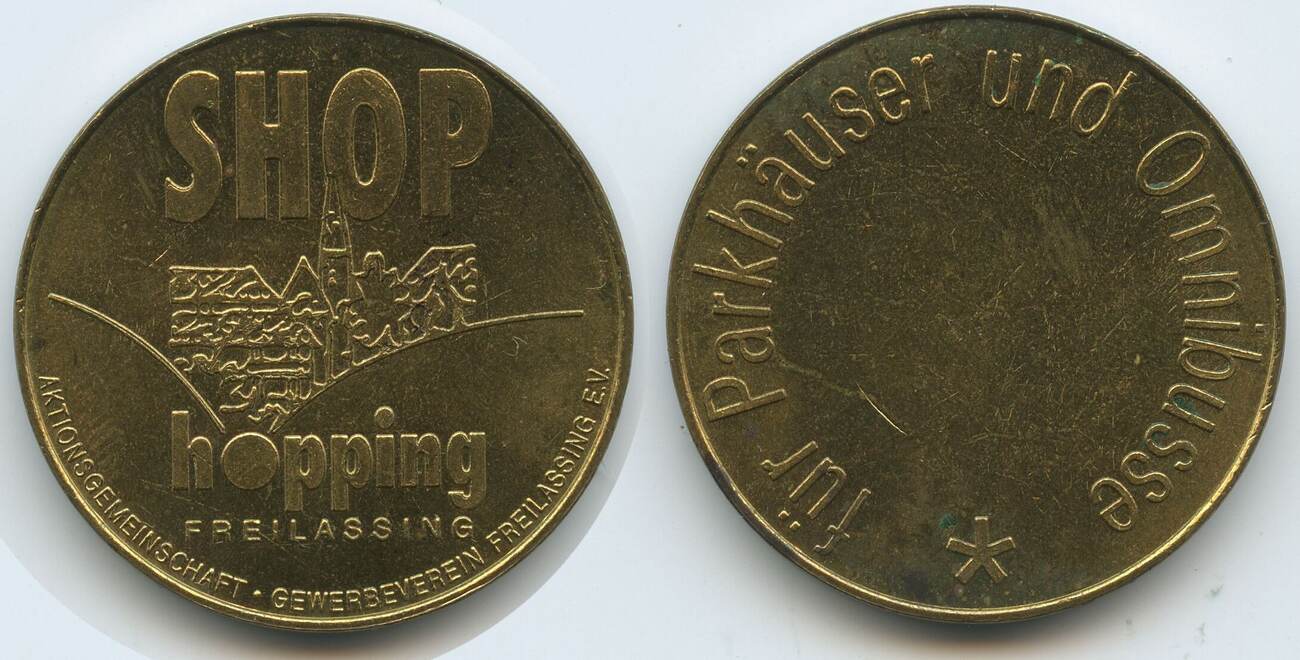 SHOP
hopping
FREILASSING
AKTIONSGEMEINSCHAFT · GEWERBEVEREIN FREILASSING E.V.
für Parkhäuser und Omnibusse
*